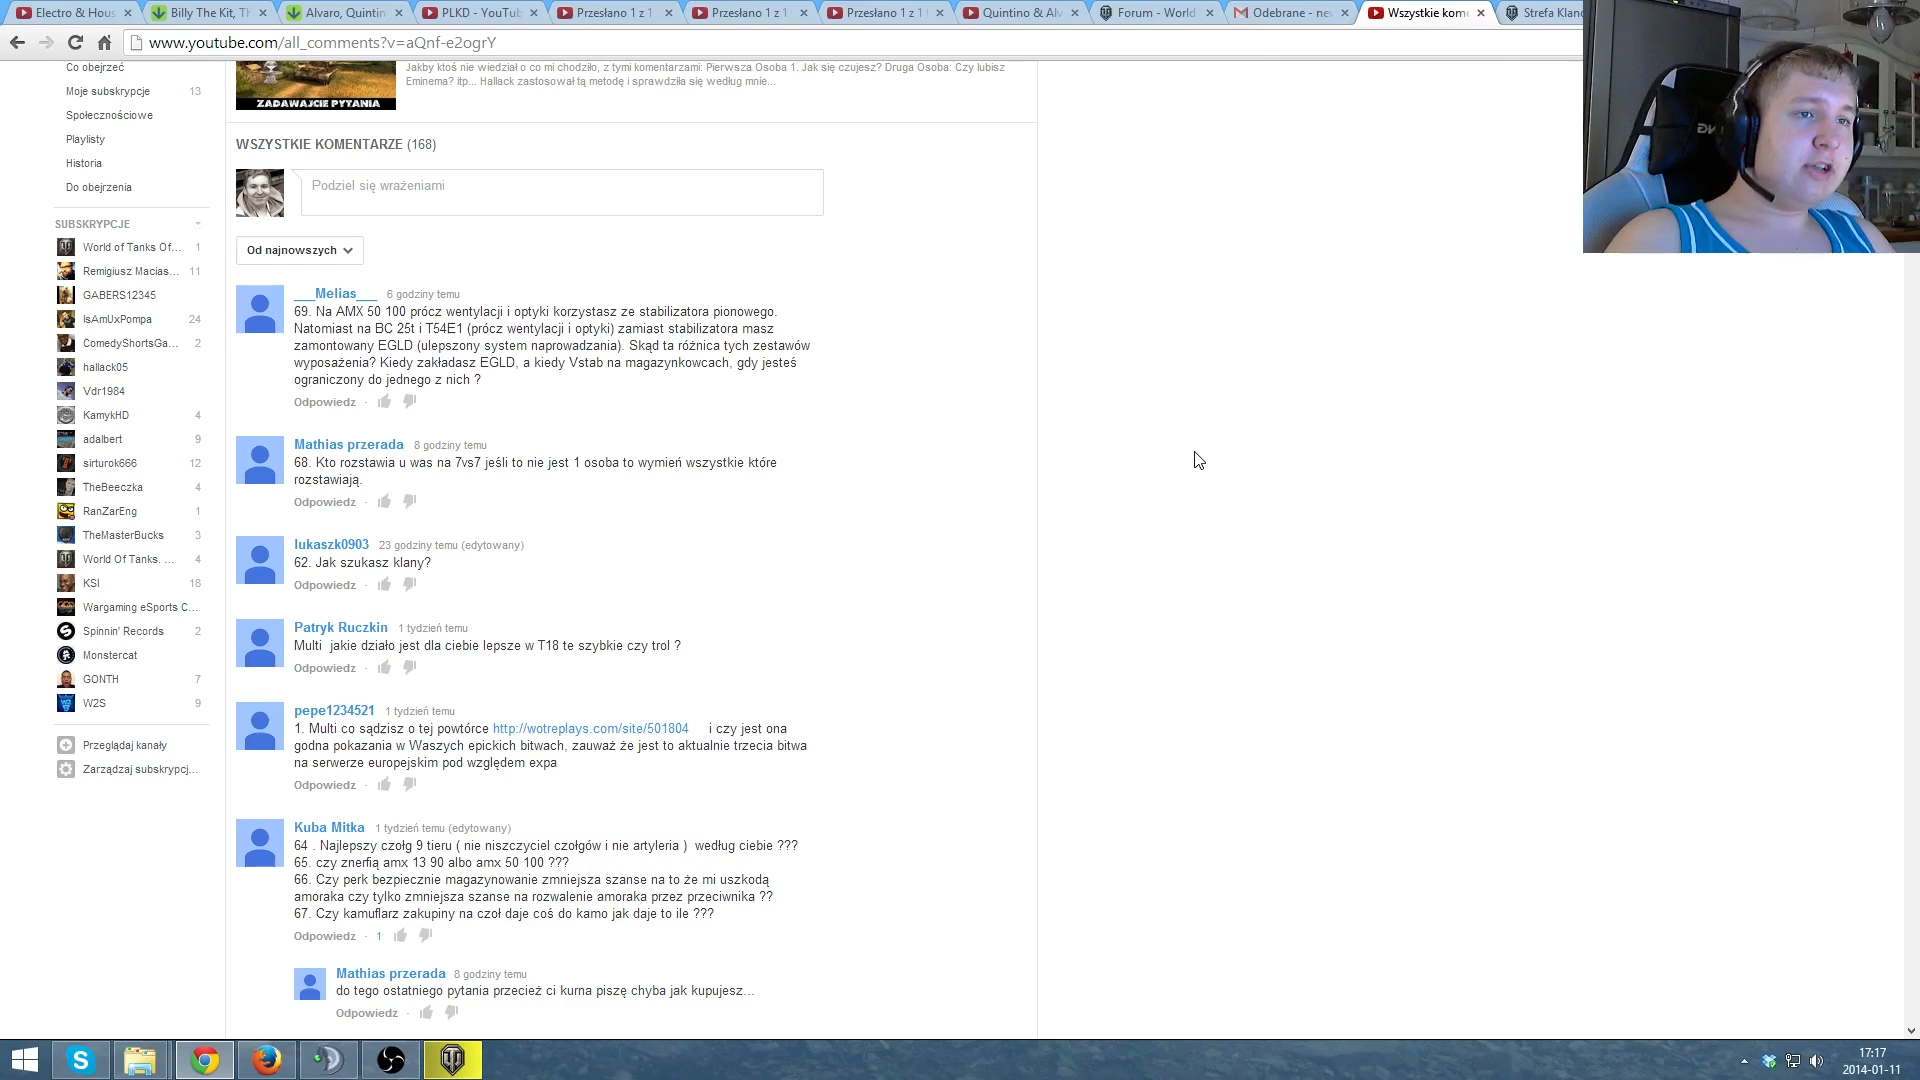 Electro & Hous
Billy The Kit, Th
Alvaro, Quintin
PLKD - YouTub
Przesłano 1 z 1
Przesłano 1 z 1
Przesłano 1 z 1
Quintino & Alv
Forum - World
Odebrane - neu
Wszystkie kom
Strefa Klano
www.youtube.com/all_comments?v=aQnf-e2ogrY
Co obejrzeć
Moje subskrypcje 13
Społecznościowe
Playlisty
Historia
Do obejrzenia
SUBSKRYPCJE
World of Tanks Of... 1
Remigiusz Macias... 11
GABERS12345
IsAmUxPompa 24
ComedyShortsGa... 2
hallack05
Vdr1984
KamykHD 4
adalbert 9
sirturok666 12
TheBeeczka 4
RanZarEng 1
TheMasterBucks 3
World Of Tanks. ... 4
KSI 18
Wargaming eSports C...
Spinnin' Records 2
Monstercat
GONTH 7
W2S 9
Przeglądaj kanały
Zarządzaj subskrypcj...
ZADAWAJCIE PYTANIA
Jakby ktoś nie wiedział o co mi chodziło, z tymi komentarzami: Pierwsza Osoba 1. Jak się czujesz? Druga Osoba: Czy lubisz
Eminema? itp... Hallack zastosował tą metodę i sprawdziła się według mnie...
WSZYSTKIE KOMENTARZE (168)
Podziel się wrażeniami
Od najnowszych
___Melias___ 6 godziny temu
69. Na AMX 50 100 prócz wentylacji i optyki korzystasz ze stabilizatora pionowego.
Natomiast na BC 25t i T54E1 (prócz wentylacji i optyki) zamiast stabilizatora masz
zamontowany EGLD (ulepszony system naprowadzania). Skąd ta różnica tych zestawów
wyposażenia? Kiedy zakładasz EGLD, a kiedy Vstab na magazynkowcach, gdy jesteś
ograniczony do jednego z nich ?
Odpowiedz ·
Mathias przerada 8 godziny temu
68. Kto rozstawia u was na 7vs7 jeśli to nie jest 1 osoba to wymień wszystkie które
rozstawiają.
Odpowiedz ·
lukaszk0903 23 godziny temu (edytowany)
62. Jak szukasz klany?
Odpowiedz ·
Patryk Ruczkin 1 tydzień temu
Multi jakie działo jest dla ciebie lepsze w T18 te szybkie czy trol ?
Odpowiedz ·
pepe1234521 1 tydzień temu
1. Multi co sądzisz o tej powtórce http://wotreplays.com/site/501804 i czy jest ona
godna pokazania w Waszych epickich bitwach, zauważ że jest to aktualnie trzecia bitwa
na serwerze europejskim pod względem expa
Odpowiedz ·
Kuba Mitka 1 tydzień temu (edytowany)
64 . Najlepszy czołg 9 tieru ( nie niszczyciel czołgów i nie artyleria ) według ciebie ???
65. czy znerfią amx 13 90 albo amx 50 100 ???
66. Czy perk bezpiecznie magazynowanie zmniejsza szanse na to że mi uszkodą
amoraka czy tylko zmniejsza szanse na rozwalenie amoraka przez przeciwnika ??
67. Czy kamuflarz zakupiny na czoł daje coś do kamo jak daje to ile ???
Odpowiedz · 1
Mathias przerada 8 godziny temu
do tego ostatniego pytania przecież ci kurna piszę chyba jak kupujesz...
Odpowiedz ·
17:17
2014-01-11